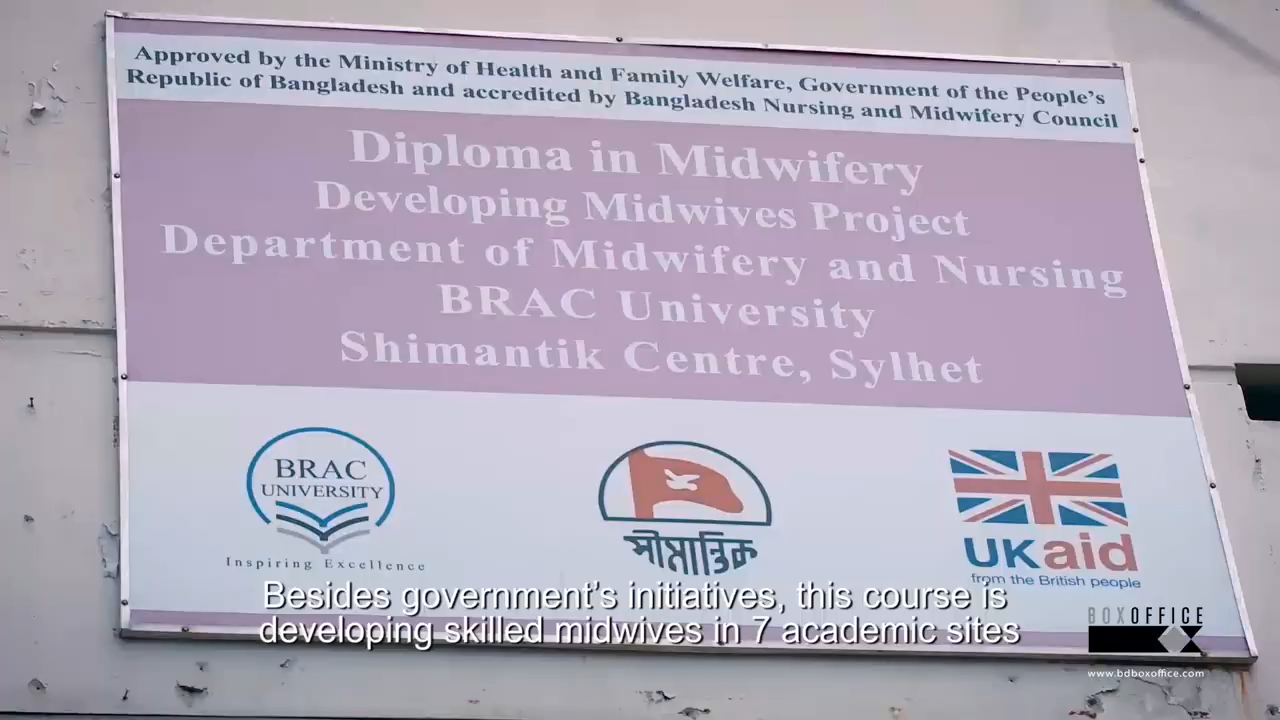 Approved by the Ministry of Health and Family Welfare, Government of the People's
Republic of Bangladesh and accredited by Bangladesh Nursing and Midwifery Council
Diploma in Midwifery
Developing Midwives Project
Department of Midwifery and Nursing
BRAC University
Shimantik Centre, Sylhet
BRAC
UNIVERSITY
Inspiring Excellence
সীমান্তিক
UKaid
from the British people
Besides government's initiatives, this course is
developing skilled midwives in 7 academic sites
BOXOFFICE
www.bdboxoffice.com